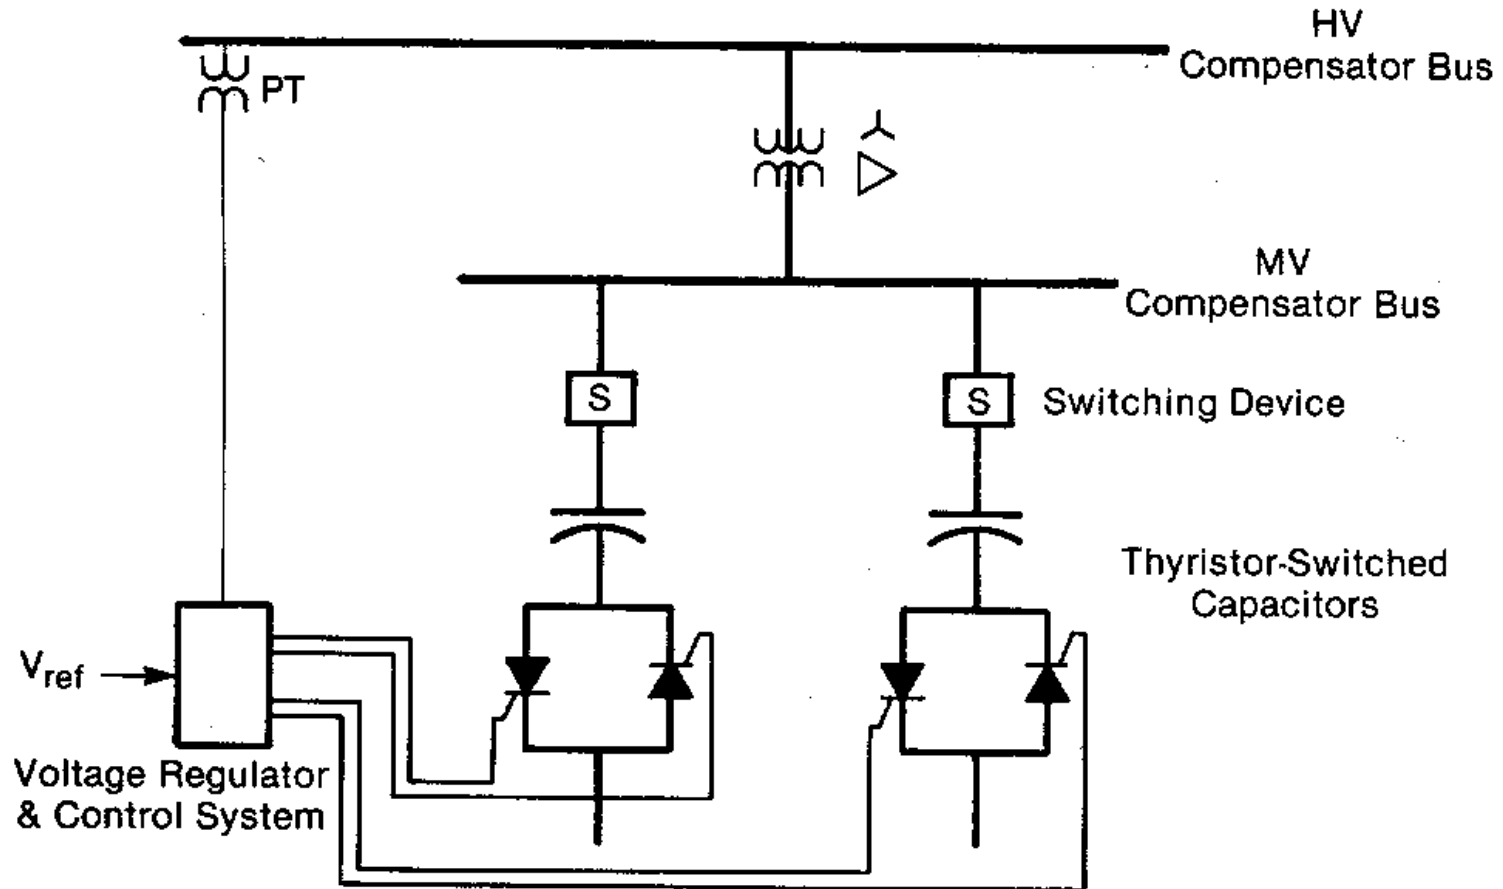 HV
Compensator Bus
PT
MV
Compensator Bus
S
S
Switching Device
Thyristor-Switched
Capacitors
Vref
Voltage Regulator
& Control System